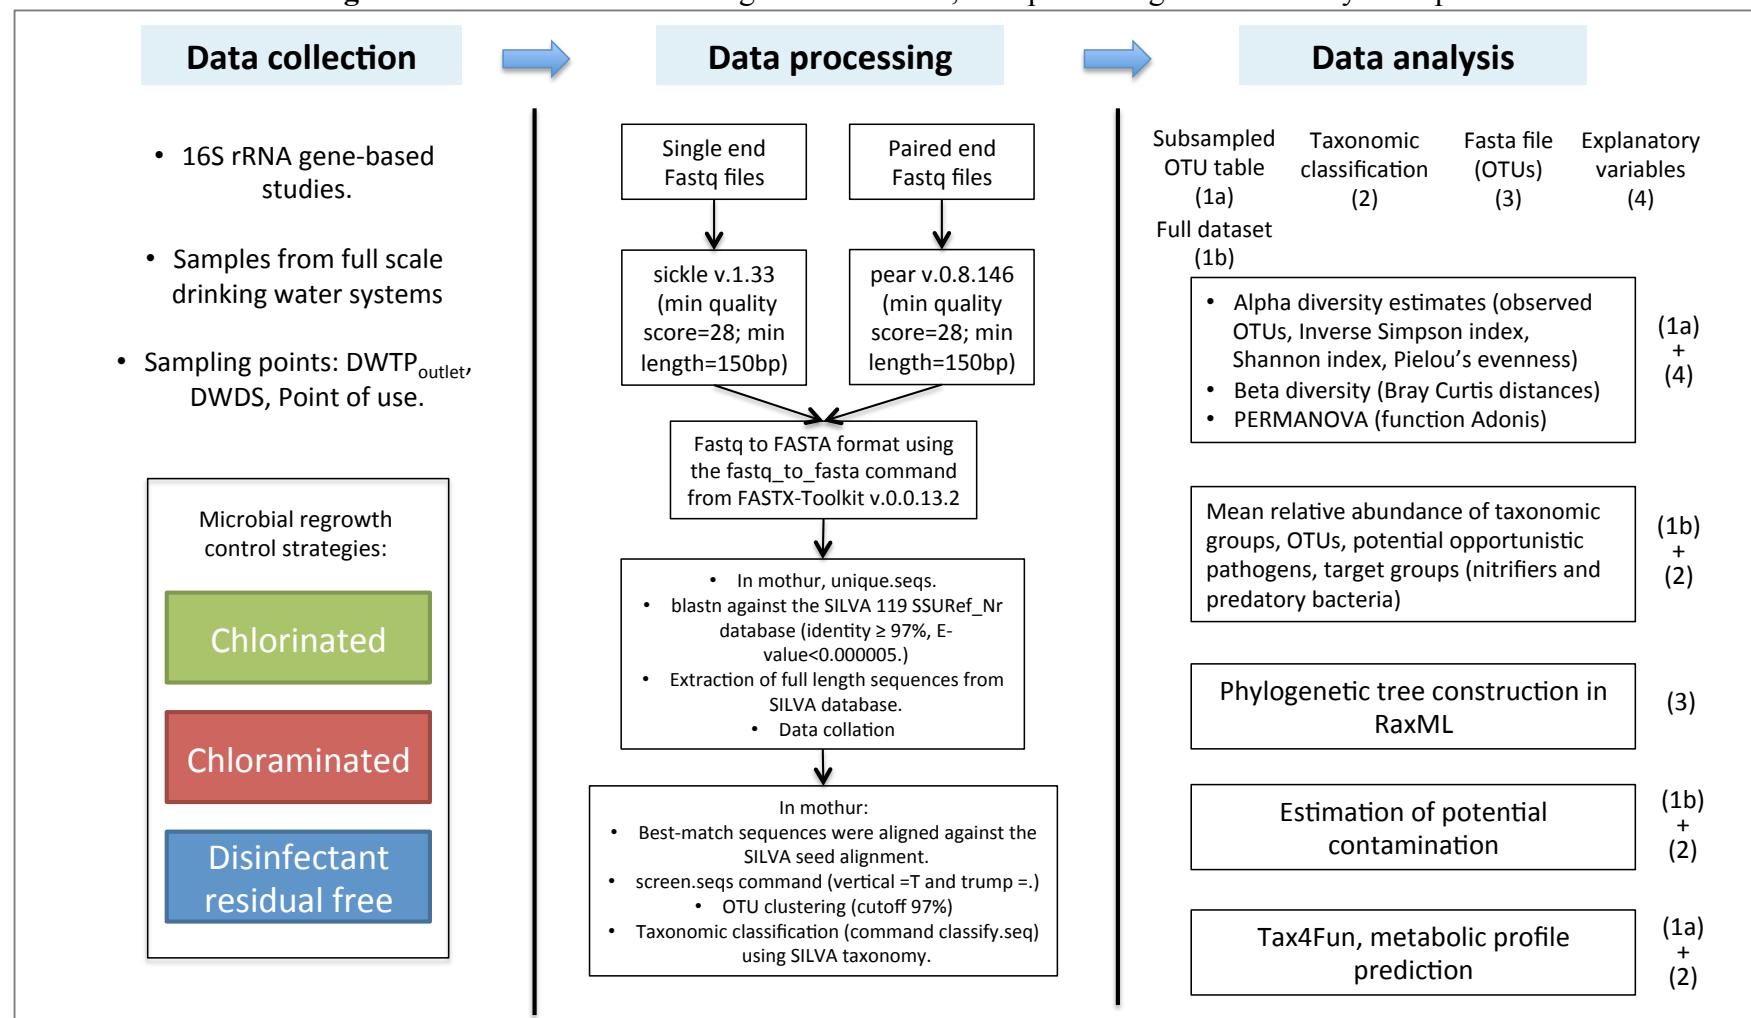 Data collection
Data processing
Data analysis
• 16S rRNA gene-based
studies.
• Samples from full scale
drinking water systems
• Sampling points: DWTPoutlet,
DWDS, Point of use.
Microbial regrowth
control strategies:
Chlorinated
Chloraminated
Disinfectant
residual free
Single end
Fastq files
Paired end
Fastq files
sickle v.1.33
(min quality
score=28; min
length=150bp)
pear v.0.8.146
(min quality
score=28; min
length=150bp)
Fastq to FASTA format using
the fastq_to_fasta command
from FASTX-Toolkit v.0.0.13.2
• In mothur, unique.seqs.
• blastn against the SILVA 119 SSURef_Nr
database (identity ≥ 97%, E-
value<0.000005.)
• Extraction of full length sequences from
SILVA database.
• Data collation
In mothur:
• Best-match sequences were aligned against the
SILVA seed alignment.
• screen.seqs command (vertical =T and trump =.)
• OTU clustering (cutoff 97%)
• Taxonomic classification (command classify.seq)
using SILVA taxonomy.
Subsampled
OTU table
(1a)
Full dataset
(1b)
Taxonomic
classification
(2)
Fasta file
(OTUs)
(3)
Explanatory
variables
(4)
• Alpha diversity estimates (observed
OTUs, Inverse Simpson index,
Shannon index, Pielou's evenness)
• Beta diversity (Bray Curtis distances)
• PERMANOVA (function Adonis)
(1a)
+
(4)
Mean relative abundance of taxonomic
groups, OTUs, potential opportunistic
pathogens, target groups (nitrifiers and
predatory bacteria)
(1b)
+
(2)
Phylogenetic tree construction in
RaxML
(3)
Estimation of potential
contamination
(1b)
+
(2)
Tax4Fun, metabolic profile
prediction
(1a)
+
(2)